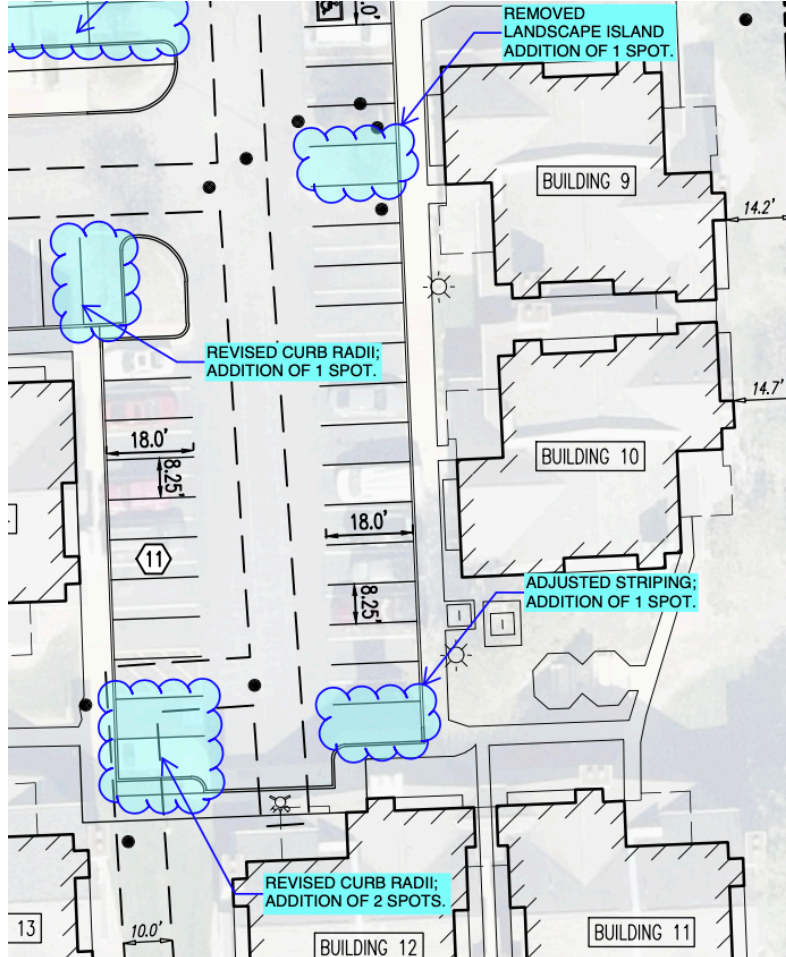 REMOVED
LANDSCAPE ISLAND
ADDITION OF 1 SPOT.
BUILDING 9
14.2'
REVISED CURB RADII;
ADDITION OF 1 SPOT.
14.7'
18.0'
8.25'
BUILDING 10
18.0'
11
ADJUSTED STRIPING;
ADDITION OF 1 SPOT.
8.25'
REVISED CURB RADII;
ADDITION OF 2 SPOTS.
13
10.0'
BUILDING 12
BUILDING 11